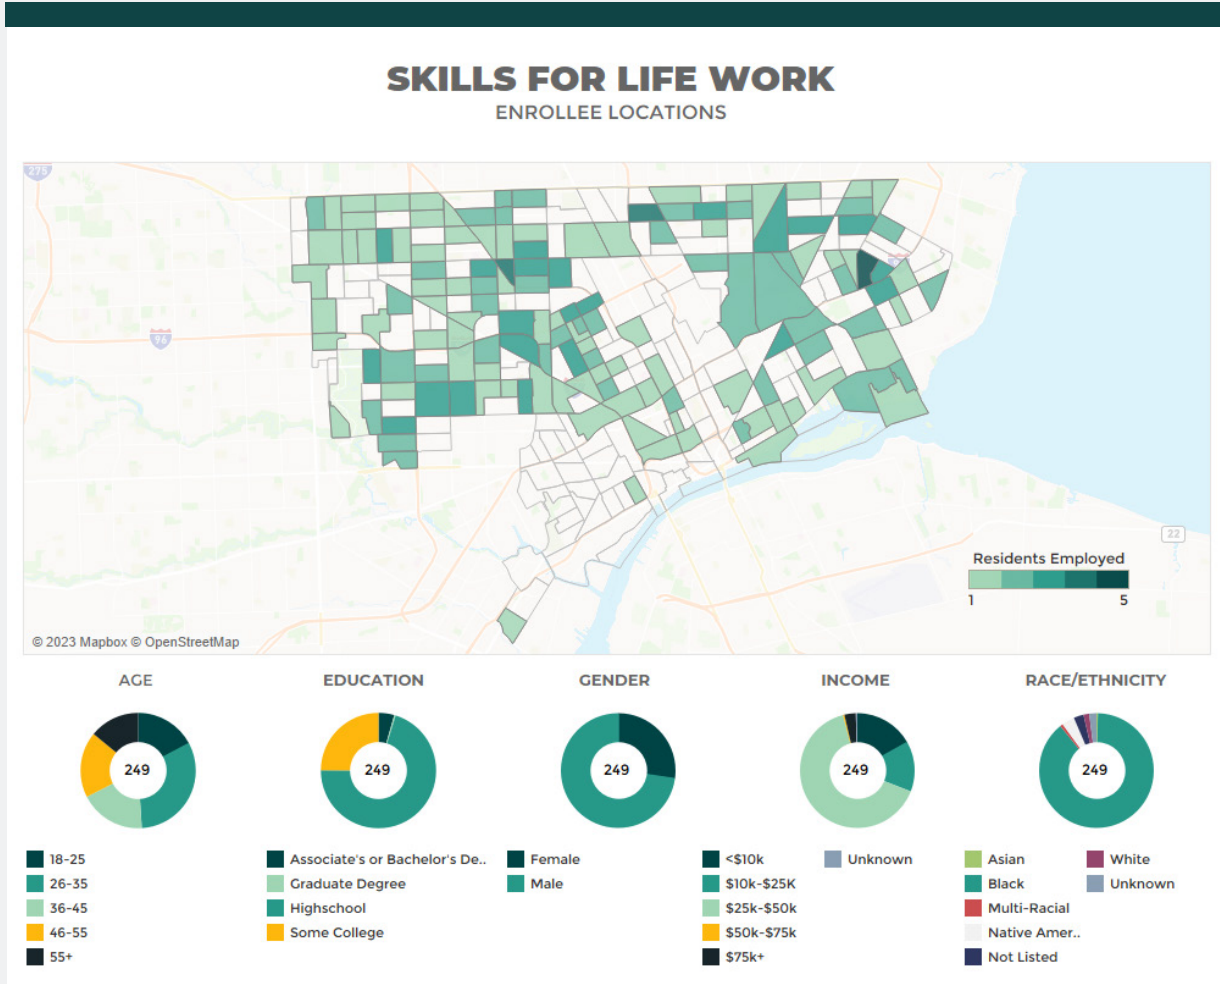 SKILLS FOR LIFE WORK
ENROLLEE LOCATIONS
275
96
22
Residents Employed
1 5
© 2023 Mapbox © OpenStreetMap
AGE
249
18-25
26-35
36-45
46-55
55+
EDUCATION
249
Associate's or Bachelor's De..
Graduate Degree
Highschool
Some College
GENDER
249
Female
Male
INCOME
249
<$10k
$10k-$25K
$25k-$50k
$50k-$75k
$75k+
Unknown
RACE/ETHNICITY
249
Asian
Black
Multi-Racial
Native Amer..
Not Listed
White
Unknown